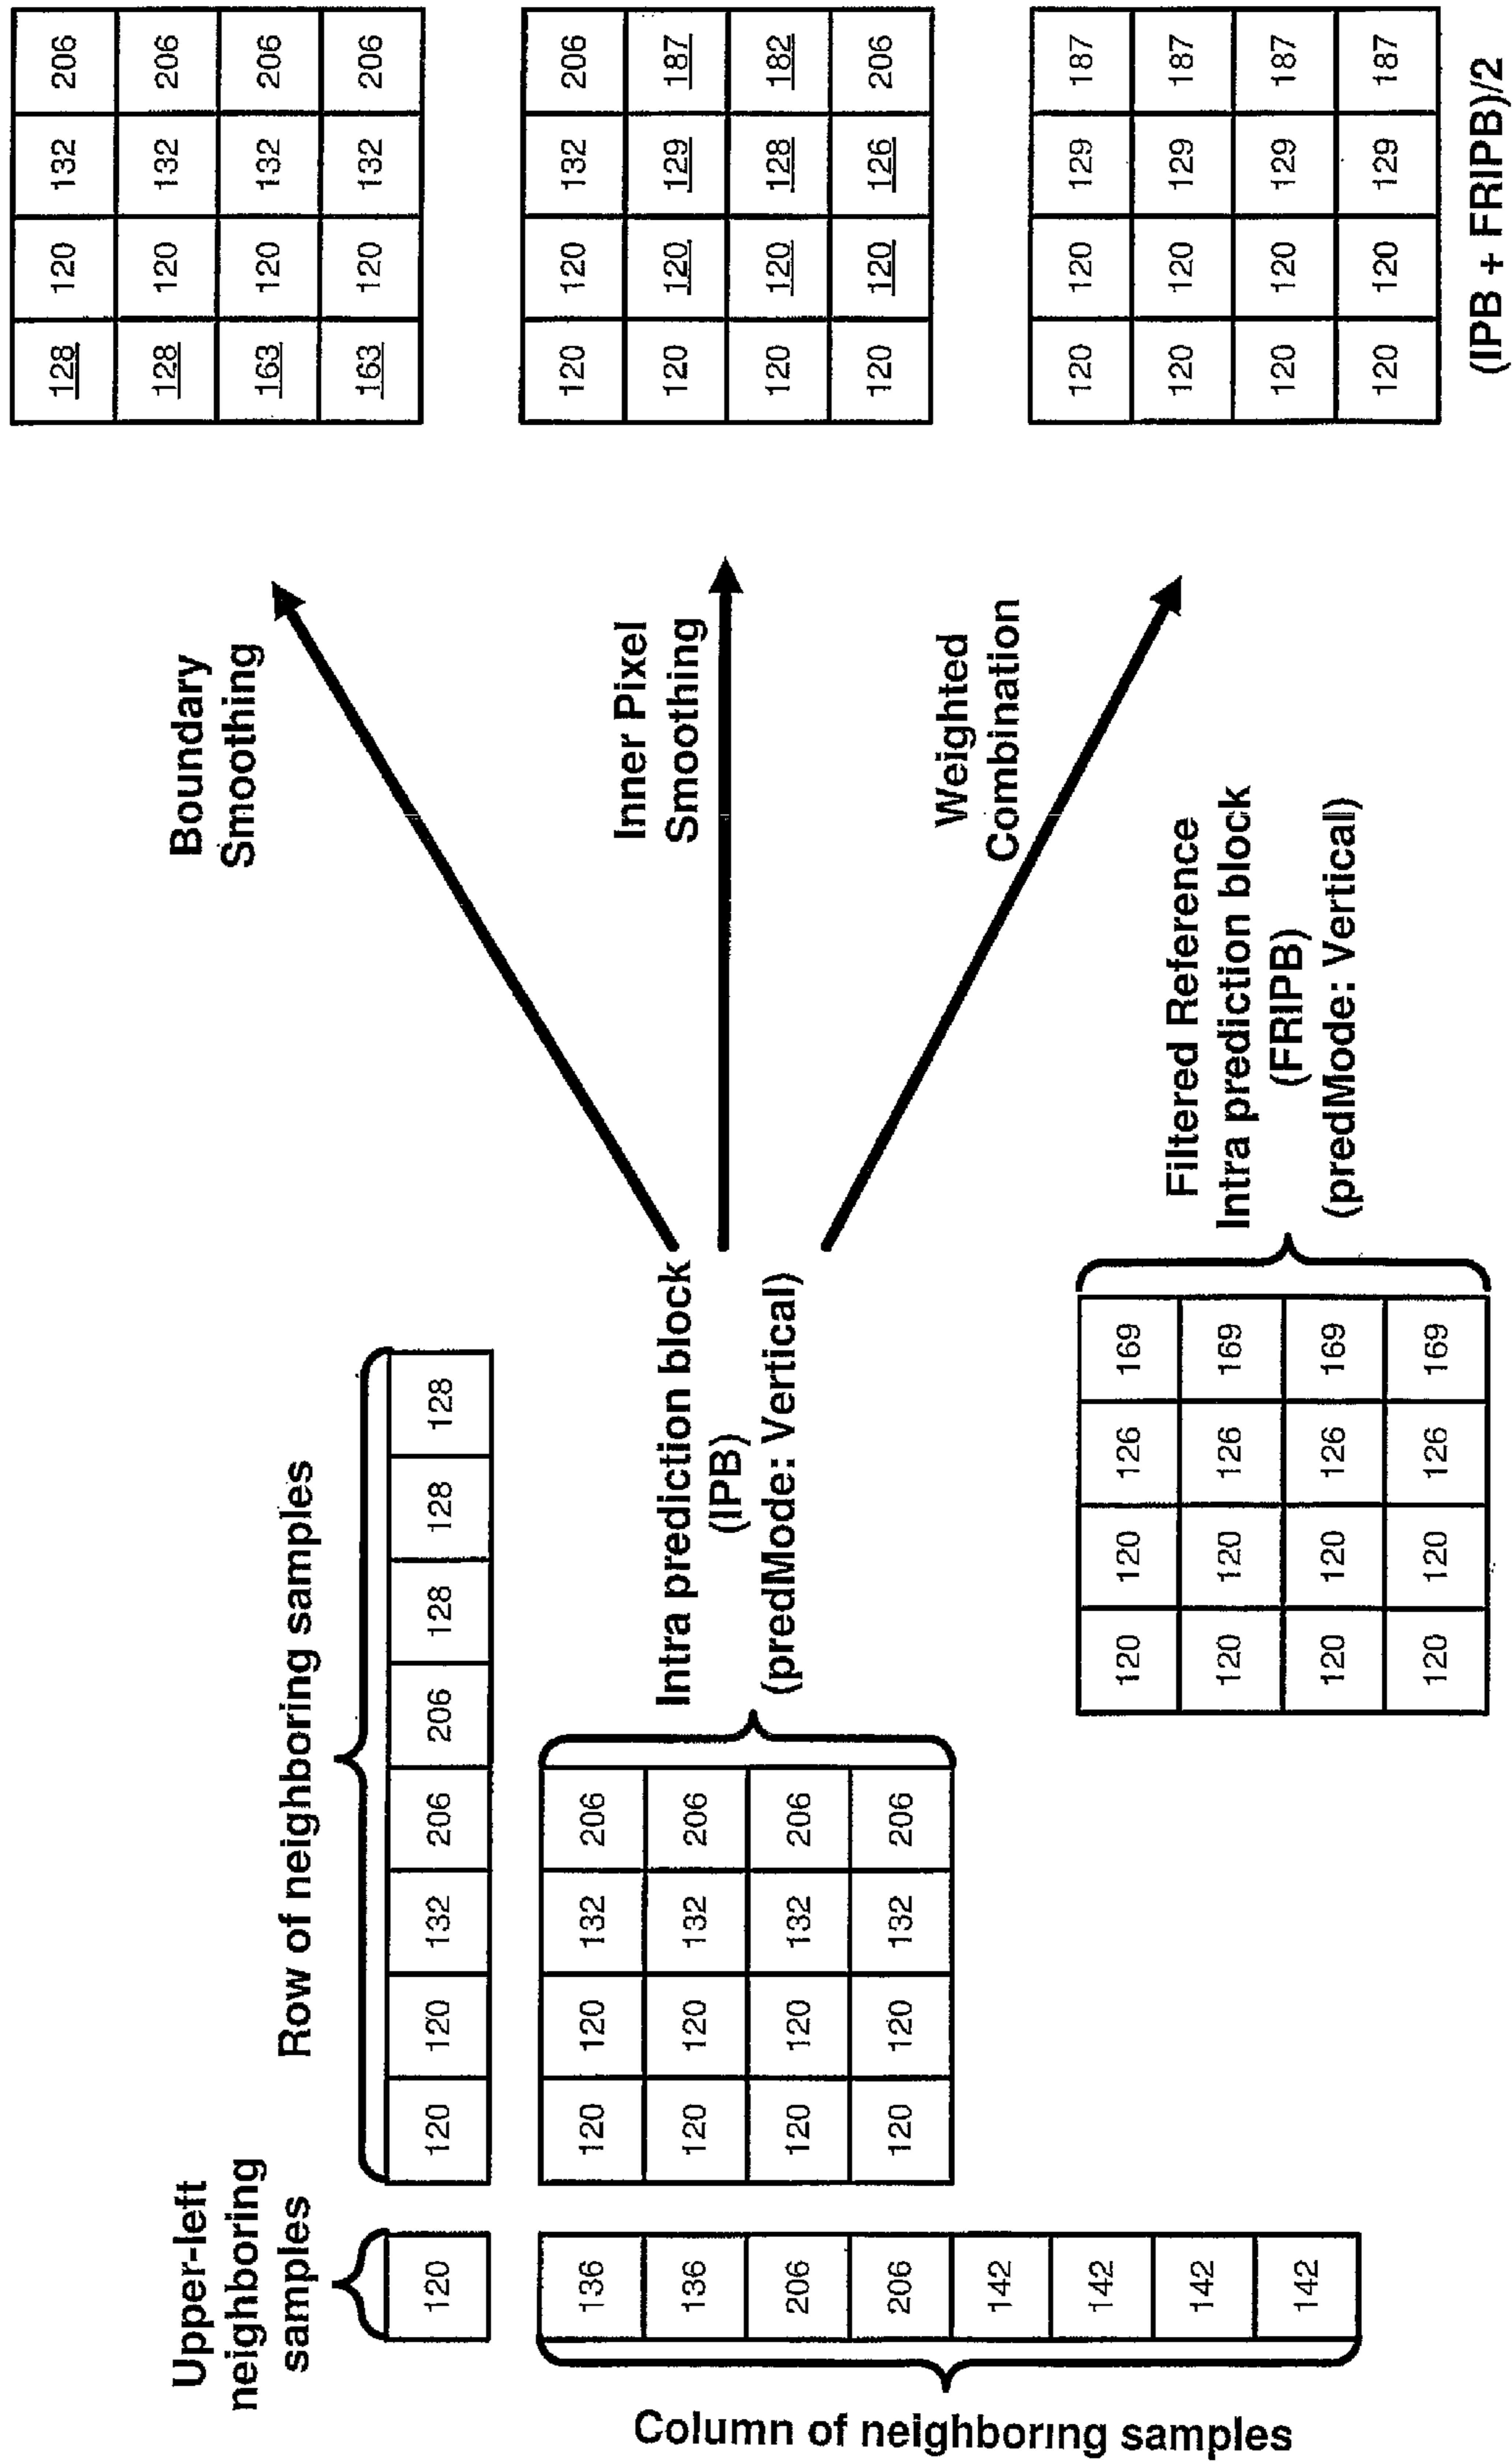 Upper-left
neighboring
samples
120
Row of neighboring samples
120 120 132 206 206 128 128 128
136
136
206
206
142
142
142
142
Column of neighboring samples
120 120 132 206
120 120 132 206
120 120 132 206
120 120 132 206
Intra prediction block
(IPB)
(predMode: Vertical)
120 120 126 169
120 120 126 169
120 120 126 169
120 120 126 169
Filtered Reference
Intra prediction block
(FRIPB)
(predMode: Vertical)
Boundary
Smoothing
128 120 132 206
128 120 132 206
163 120 132 206
163 120 132 206
Inner Pixel
Smoothing
120 120 132 206
120 120 129 187
120 120 128 182
120 120 126 206
Weighted
Combination
120 120 129 187
120 120 129 187
120 120 129 187
120 120 129 187
(IPB + FRIPB)/2